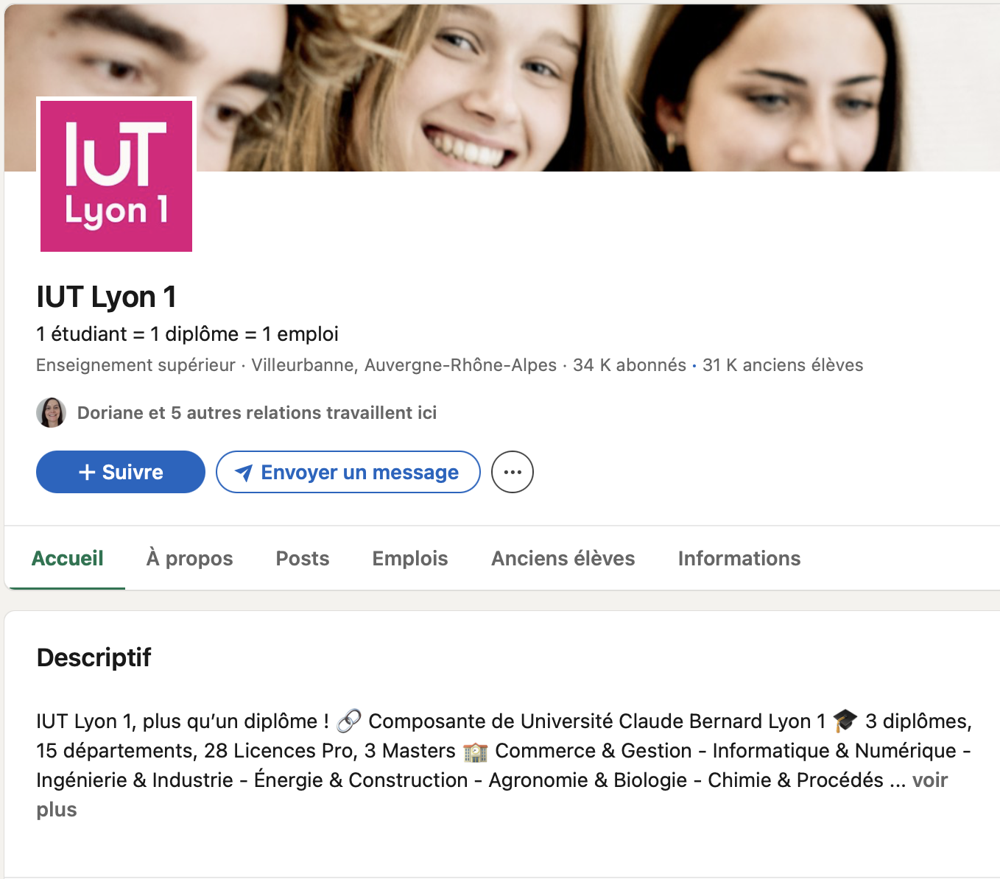 IUT
Lyon 1
IUT Lyon 1
1 étudiant = 1 diplôme = 1 emploi
Enseignement supérieur · Villeurbanne, Auvergne-Rhône-Alpes · 34 K abonnés · 31 K anciens élèves
Doriane et 5 autres relations travaillent ici
+ Suivre
Envoyer un message
···
Accueil
À propos
Posts
Emplois
Anciens élèves
Informations
Descriptif
IUT Lyon 1, plus qu’un diplôme ! 🔗 Composante de Université Claude Bernard Lyon 1 🎓 3 diplômes,
15 départements, 28 Licences Pro, 3 Masters 🏫 Commerce & Gestion - Informatique & Numérique -
Ingénierie & Industrie - Énergie & Construction - Agronomie & Biologie - Chimie & Procédés ... voir
plus